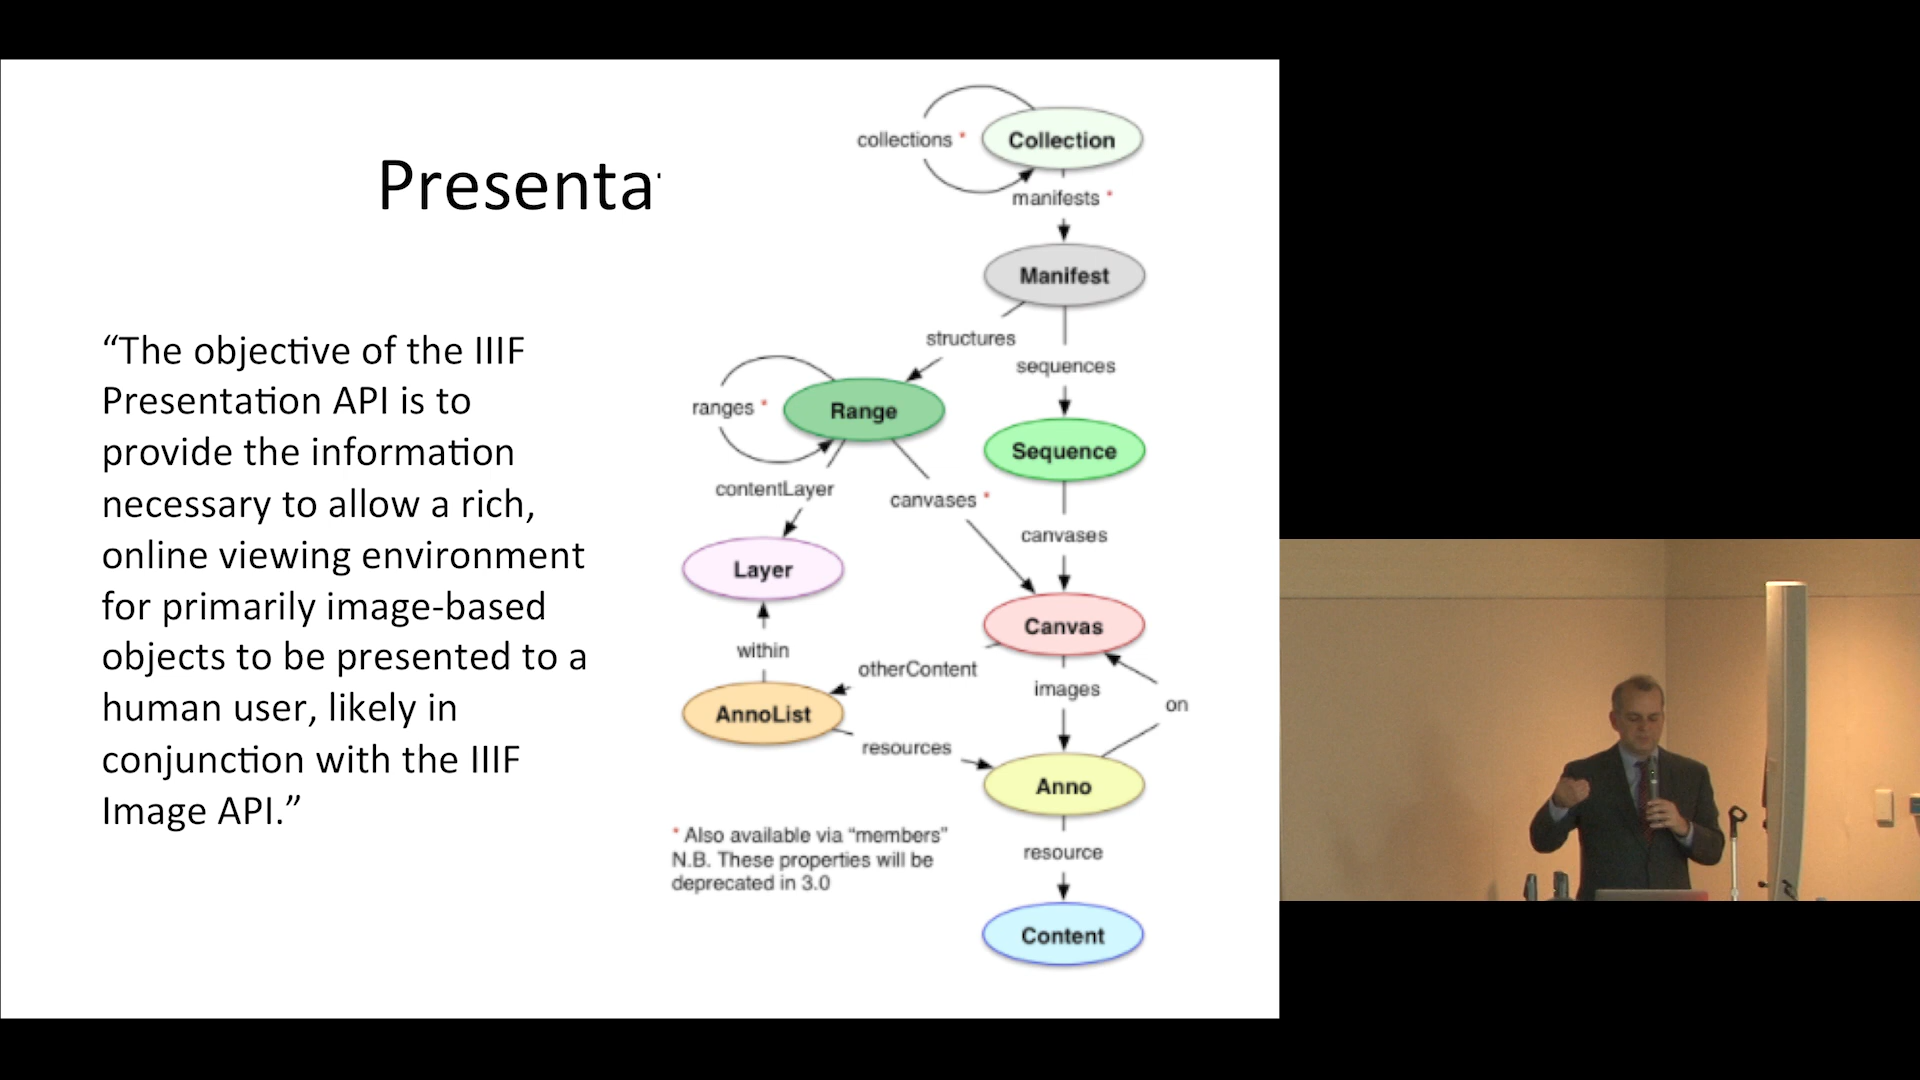 Presenta
“The objective of the IIIF
Presentation API is to
provide the information
necessary to allow a rich,
online viewing environment
for primarily image-based
objects to be presented to a
human user, likely in
conjunction with the IIIF
Image API.”
collections *
Collection
manifests *
Manifest
structures
sequences
ranges *
Range
Sequence
contentLayer
canvases *
canvases
Layer
Canvas
within
otherContent
images
on
AnnoList
resources
Anno
* Also available via “members”
N.B. These properties will be
deprecated in 3.0
resource
Content